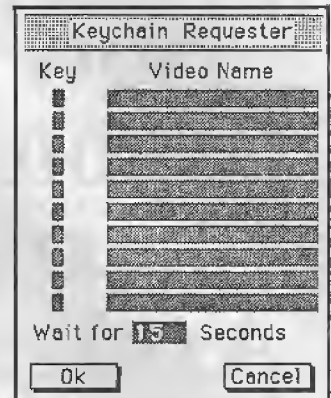 Keychain Requester
Key Video Name
Wait for 15 Seconds
Ok Cancel